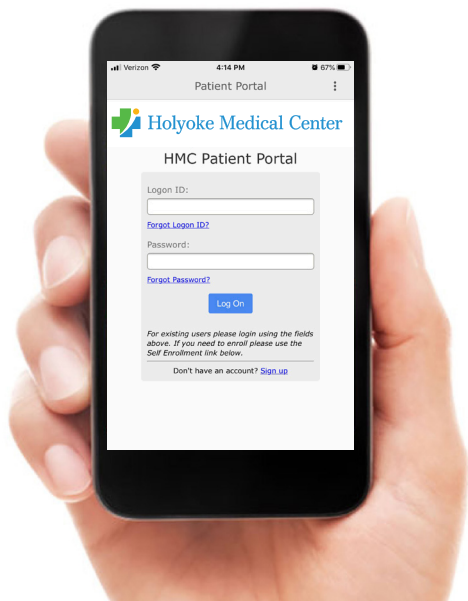 Verizon 4:14 PM 67%
Patient Portal
Holyoke Medical Center
HMC Patient Portal
Logon ID:
Forgot Logon ID?
Password:
Forgot Password?
Log On
For existing users please login using the fields
above. If you need to enroll please use the
Self Enrollment link below.
Don't have an account? Sign up